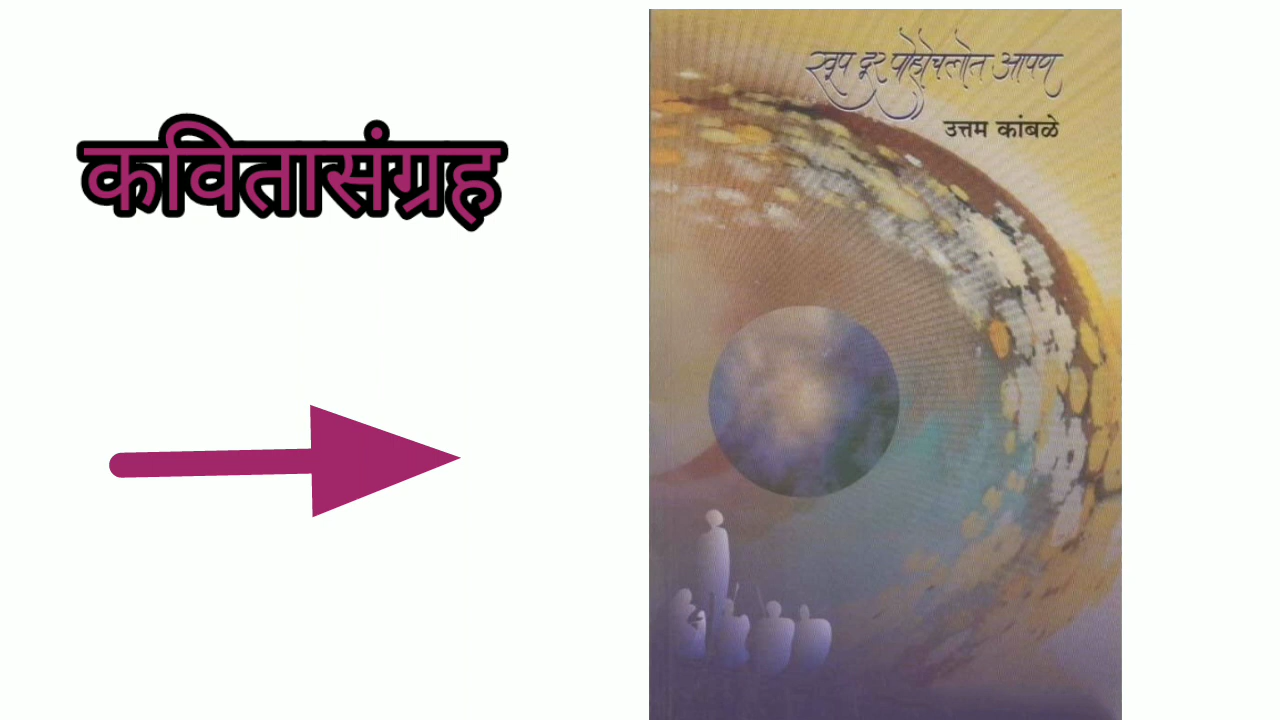 कवितासंग्रह
खूप दूर पोहोचलोत आपण
उत्तम कांबळे